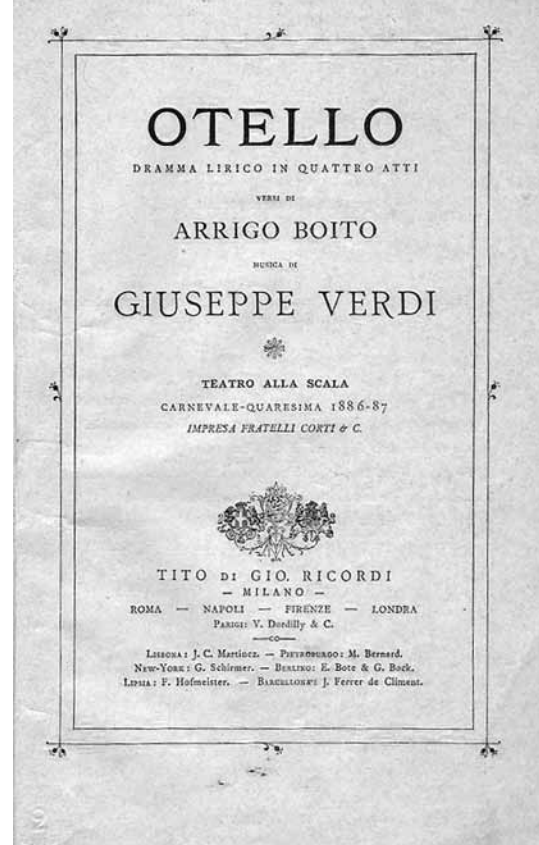 OTELLO
DRAMMA LIRICO IN QUATTRO ATTI
VERSI DI
ARRIGO BOITO
MUSICA DI
GIUSEPPE VERDI
TEATRO ALLA SCALA
CARNEVALE-QUARESIMA 1886-87
IMPRESA FRATELLI CORTI & C.
TITO DI GIO. RICORDI
— MILANO —
ROMA — NAPOLI — FIRENZE — LONDRA
PARIGI: V. Durdilly & C.
LISBONA: J. C. Martinez. — PIETROBURGO: M. Bernard.
NEW-YORK: G. Schirmer. — BERLINO: E. Bote & G. Bock.
LIPSIA: F. Hofmeister. — BARCELLONA: J. Ferrer de Climent.